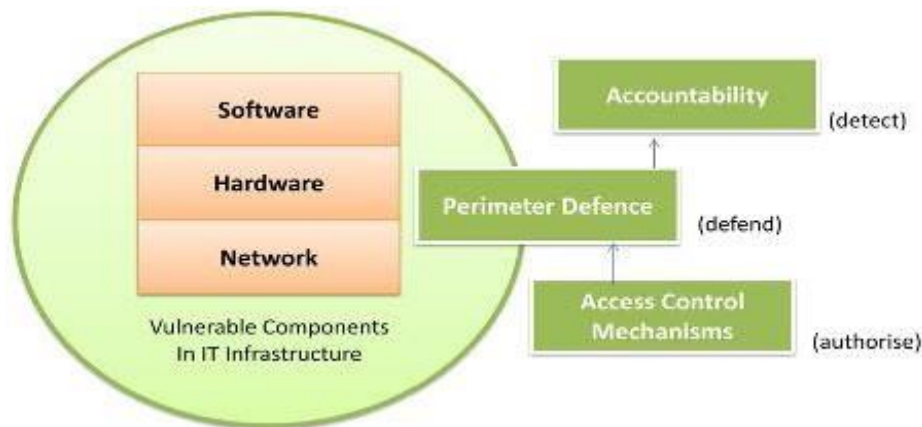 Software
Hardware
Network
Vulnerable Components
In IT Infrastructure
Accountability
(detect)
Perimeter Defence
(defend)
Access Control
Mechanisms
(authorise)